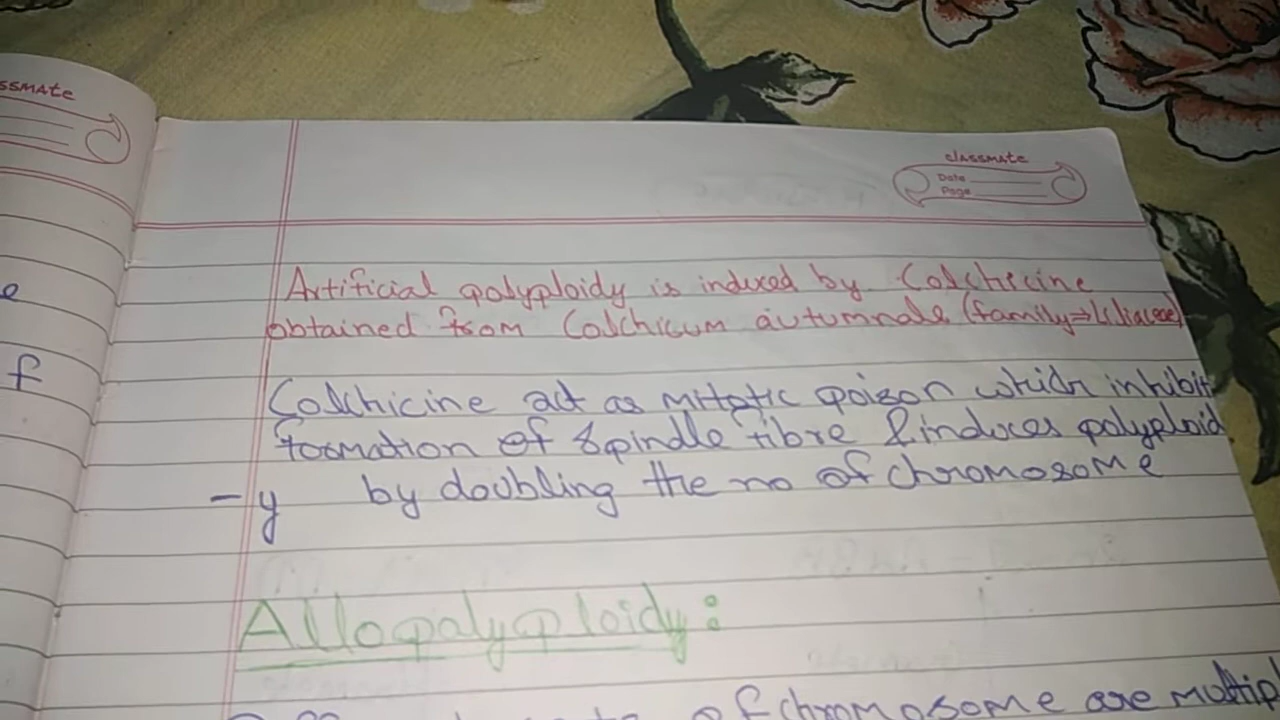 ssmate
classmate
Date
Page
Artificial polyploidy is induced by Colchicine
obtained from Colchicum autumnale (family⇒Liliaceae)
e
f
Colchicine act as mitotic poison which inhibit
formation of spindle fibre & induces polyploid
-y by doubling the no of chromosome
Allopolyploidy:
of chromosome are multipl